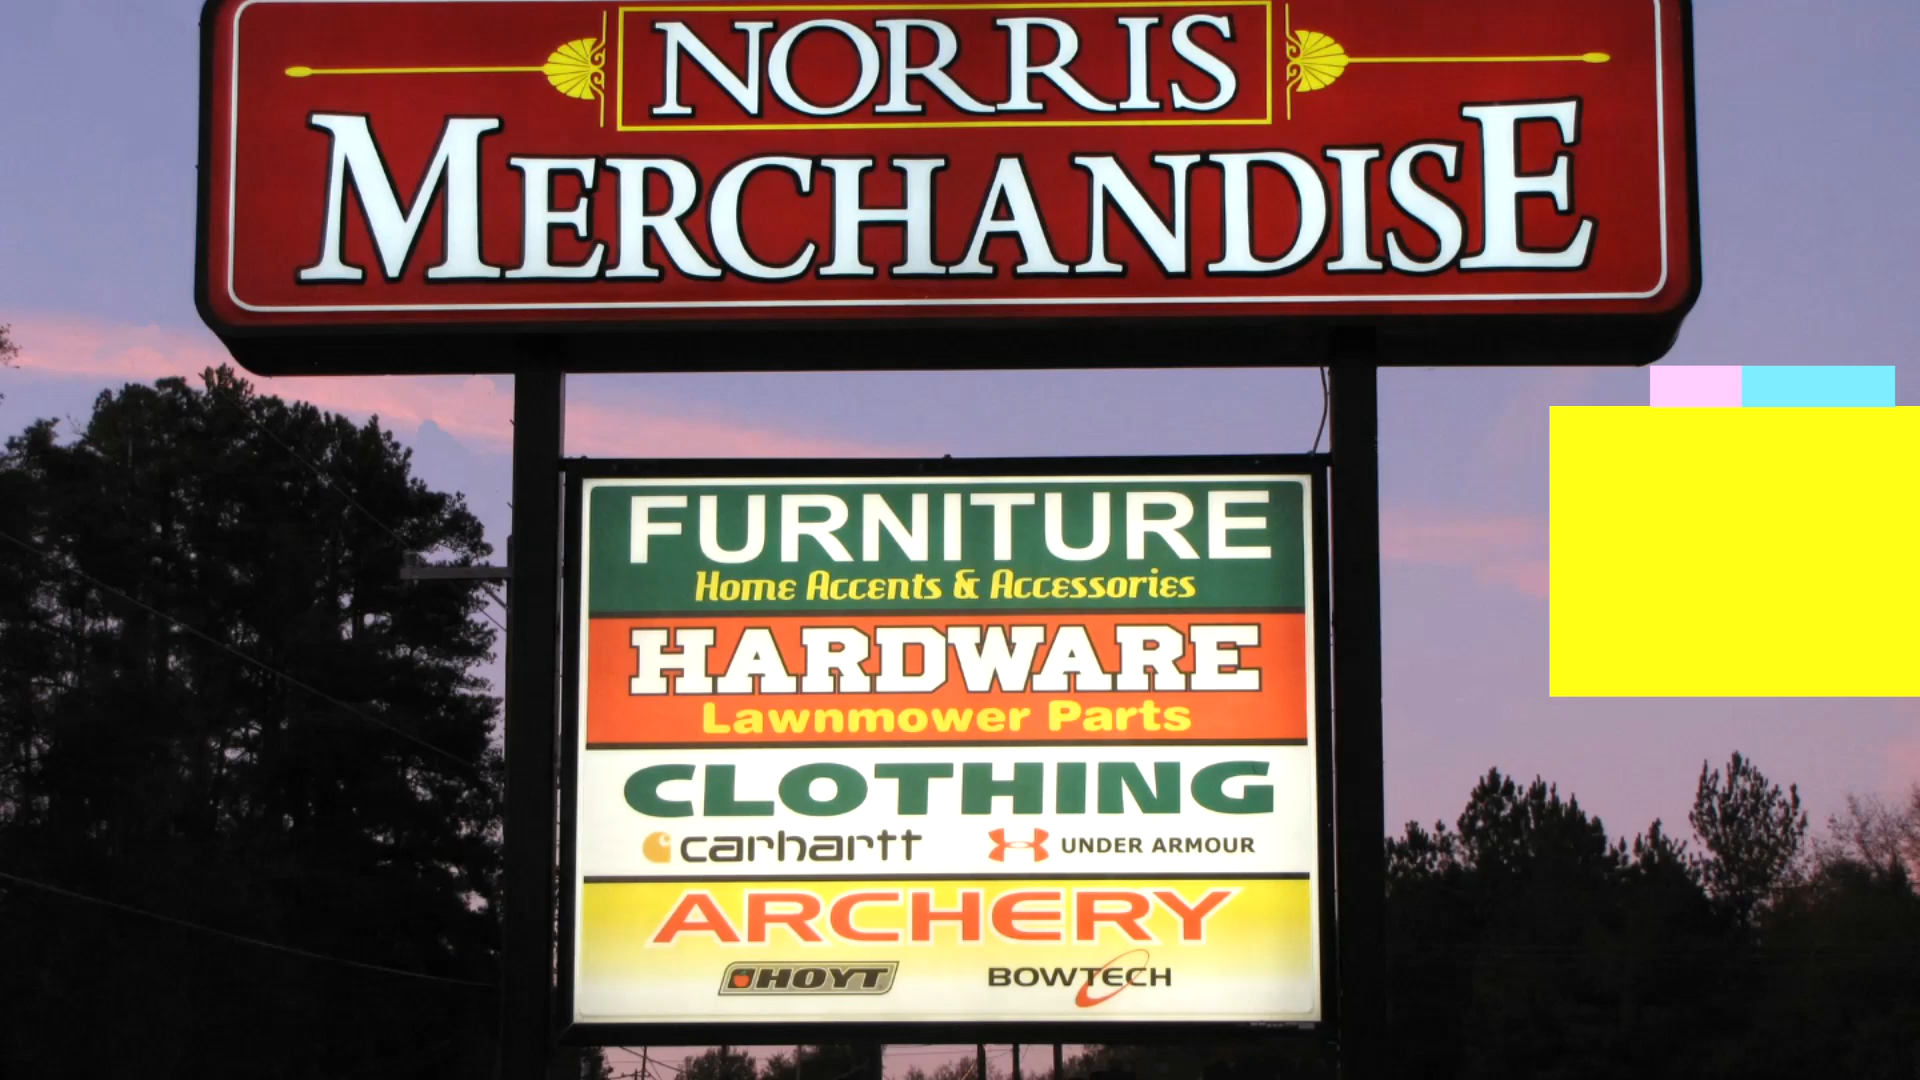 NORRIS
MERCHANDISE
FURNITURE
Home Accents & Accessories
HARDWARE
Lawnmower Parts
CLOTHING
carhartt UNDER ARMOUR
ARCHERY
HOYT BOWTECH